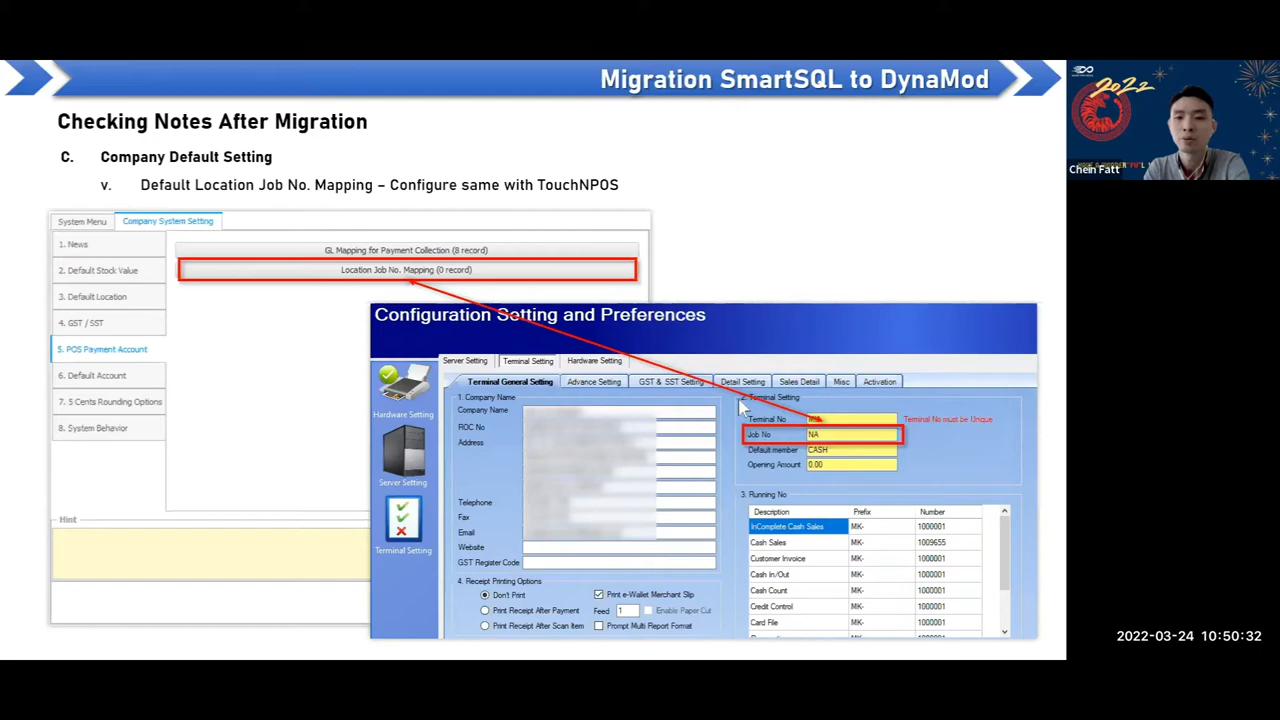 Migration SmartSQL to DynaMod
Checking Notes After Migration
C. Company Default Setting
v. Default Location Job No. Mapping – Configure same with TouchNPOS
System Menu
Company System Setting
1. News
2. Default Stock Value
3. Default Location
4. GST / SST
5. POS Payment Account
6. Default Account
7. 5 Cents Rounding Options
8. System Behavior
GL Mapping for Payment Collection (8 record)
Location Job No. Mapping (0 record)
Hint
Configuration Setting and Preferences
Server Setting
Terminal Setting
Hardware Setting
Terminal General Setting
Advance Setting
GST & SST Setting
Detail Setting
Sales Detail
Misc
Activation
Hardware Setting
Server Setting
Terminal Setting
1. Company Name
Company Name
ROC No
Address
Telephone
Fax
Email
Website
GST Register Code
2. Terminal Setting
Terminal No
Terminal No must be Unique
Job No NA
Default member CASH
Opening Amount 0.00
3. Running No
Description Prefix Number
InComplete Cash Sales MK- 1000001
Cash Sales MK- 1009655
Customer Invoice MK- 1000001
Cash In/Out MK- 1000001
Cash Count MK- 1000001
Credit Control MK- 1000001
Card File MK- 1000001
4. Receipt Printing Options
Don't Print
Print Receipt After Payment
Print Receipt After Scan Item
Print e-Wallet Merchant Slip
Feed 1 Enable Paper Cut
Prompt Multi Report Format
2022
Chein Fatt
2022-03-24 10:50:32